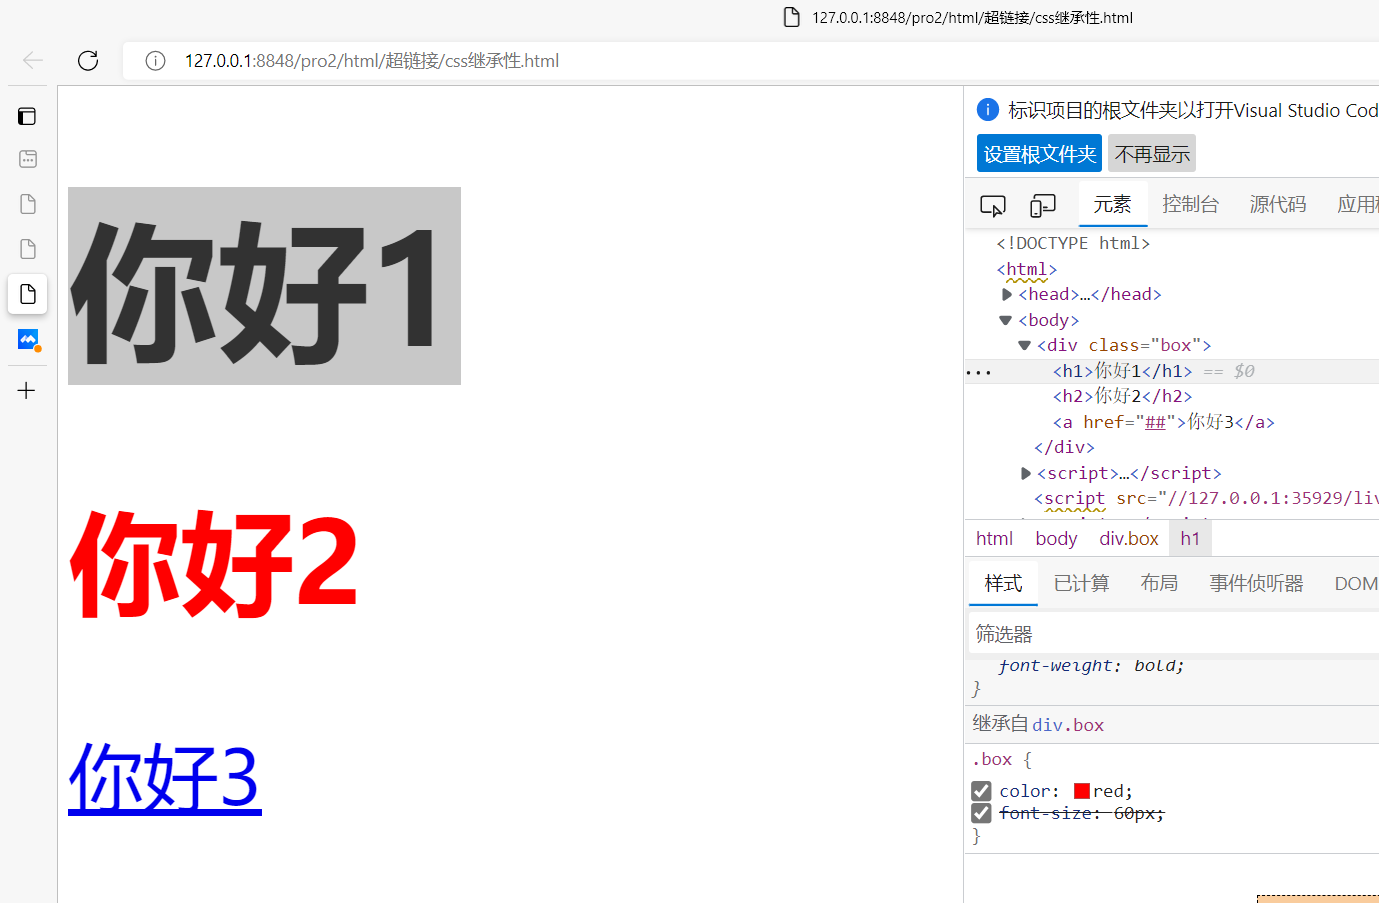 127.0.0.1:8848/pro2/html/超链接/css继承性.html
127.0.0.1:8848/pro2/html/超链接/css继承性.html
你好1
你好2
你好3
标识项目的根文件夹以打开Visual Studio Cod
设置根文件夹 不再显示
元素 控制台 源代码 应用
<!DOCTYPE html>
<html>
<head>…</head>
<body>
<div class="box">
<h1>你好1</h1> == $0
<h2>你好2</h2>
<a href="##">你好3</a>
</div>
<script>…</script>
<script src="//127.0.0.1:35929/liv
html body div.box h1
样式 已计算 布局 事件侦听器 DOM
筛选器
font-weight: bold;
}
继承自 div.box
.box {
color: red;
font-size: 60px;
}